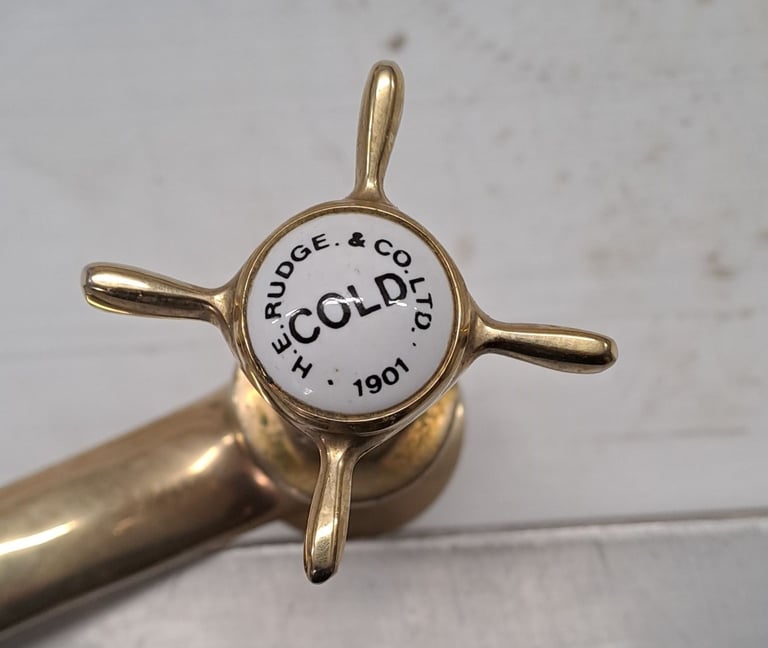 H.E.RUDGE. & CO.LTD.
COLD
· 1901 ·